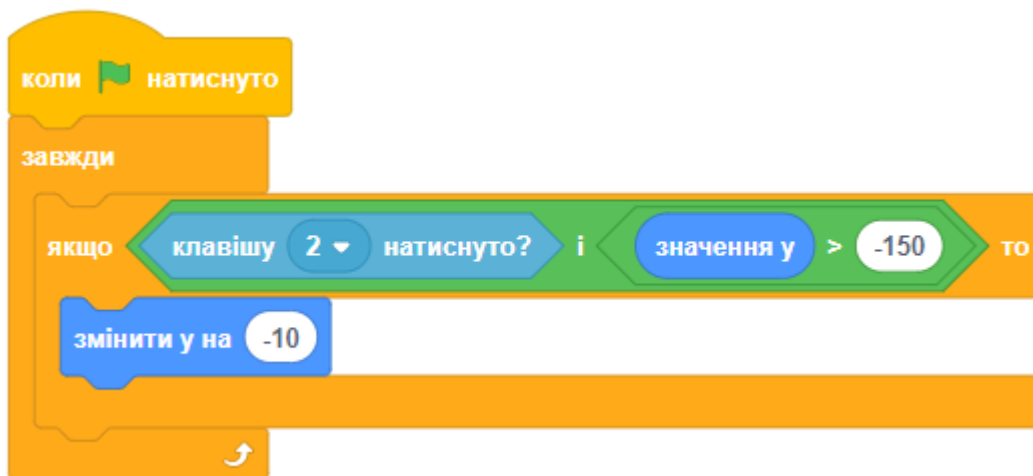 коли натиснуто
завжди
якщо клавішу 2 натиснуто? і значення y > -150 то
змінити y на -10